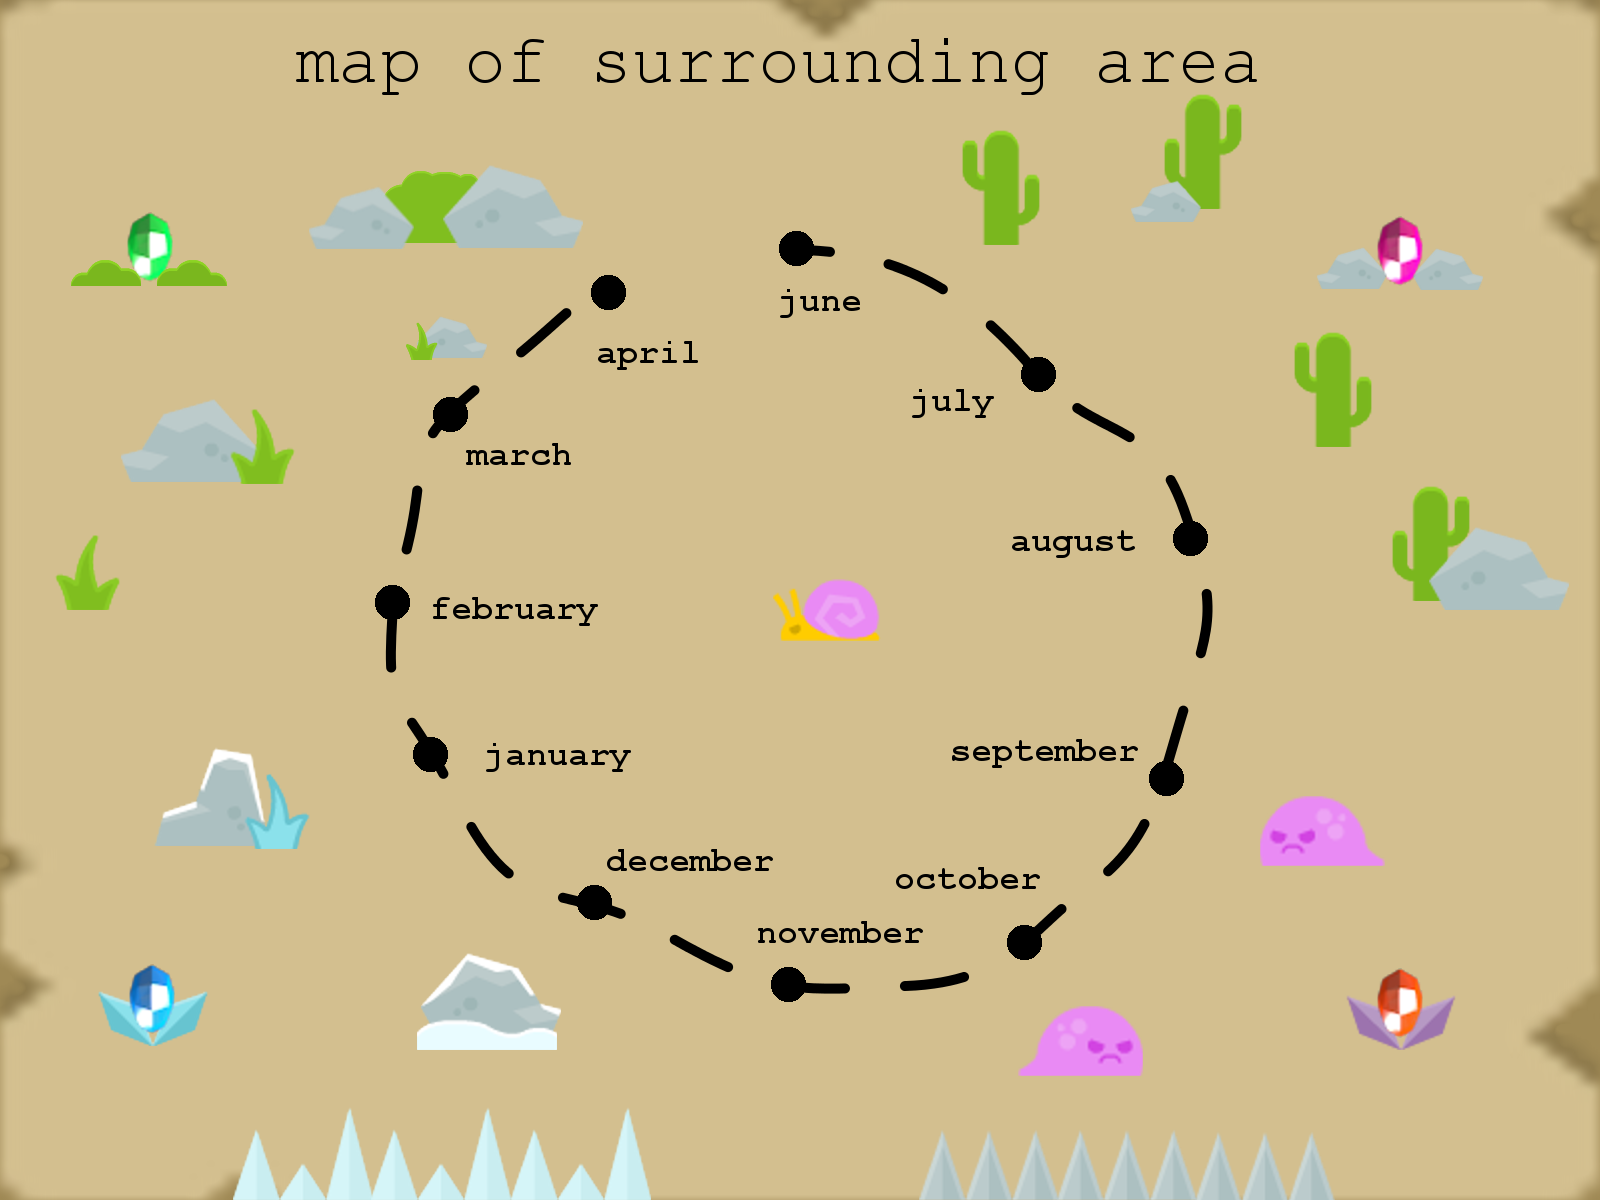 map of surrounding area
june
april
july
march
august
february
september
january
december
october
november